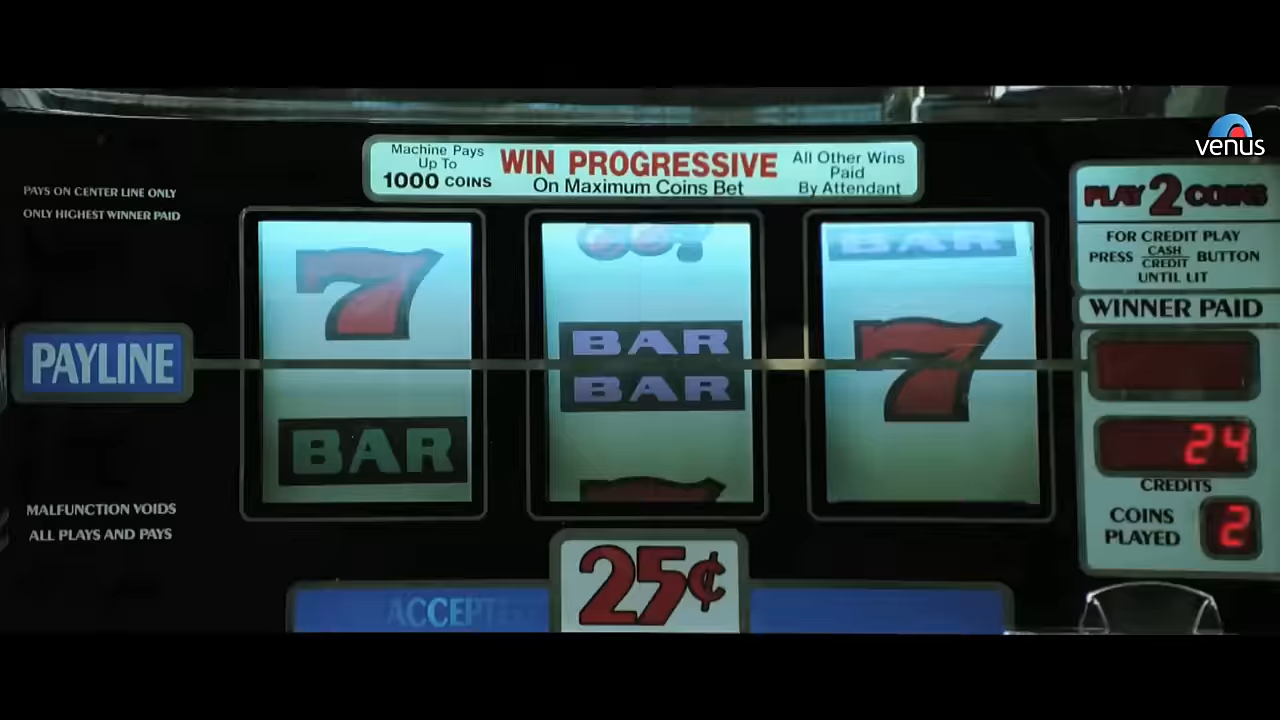 venus
Machine Pays
Up To
1000 COINS
WIN PROGRESSIVE
On Maximum Coins Bet
All Other Wins
Paid
By Attendant
PAYS ON CENTER LINE ONLY
ONLY HIGHEST WINNER PAID
PLAY 2 COINS
FOR CREDIT PLAY
PRESS CASH CREDIT BUTTON
UNTIL LIT
WINNER PAID
7
BAR
7
PAYLINE
BAR
BAR
BAR
24
CREDITS
COINS
PLAYED
2
MALFUNCTION VOIDS
ALL PLAYS AND PAYS
25¢